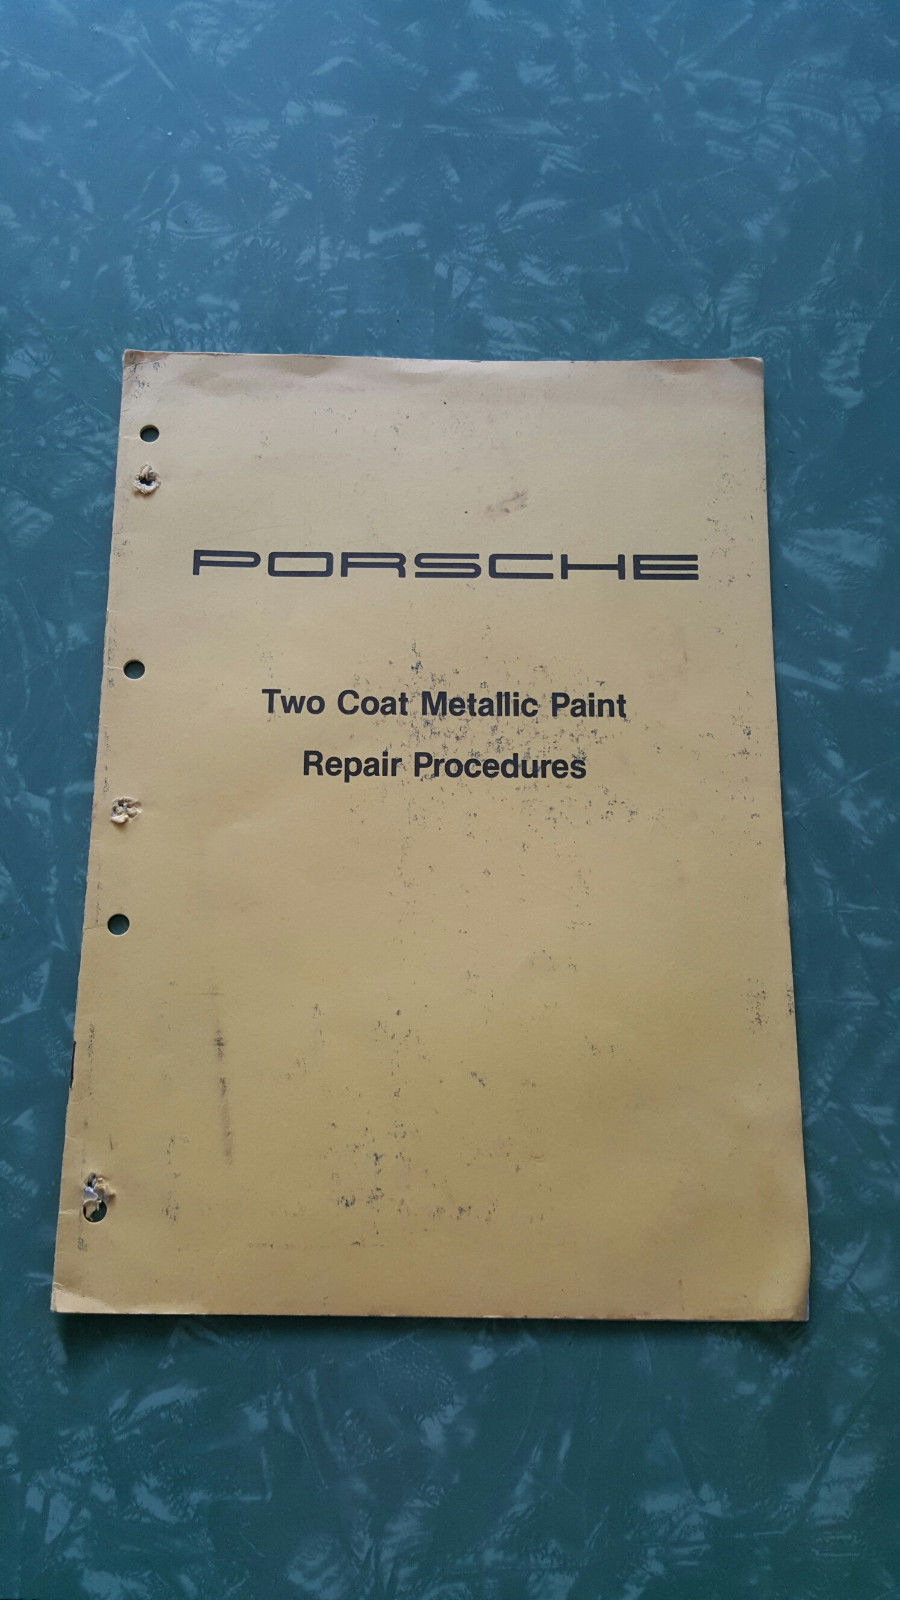 PORSCHE
Two Coat Metallic Paint
Repair Procedures